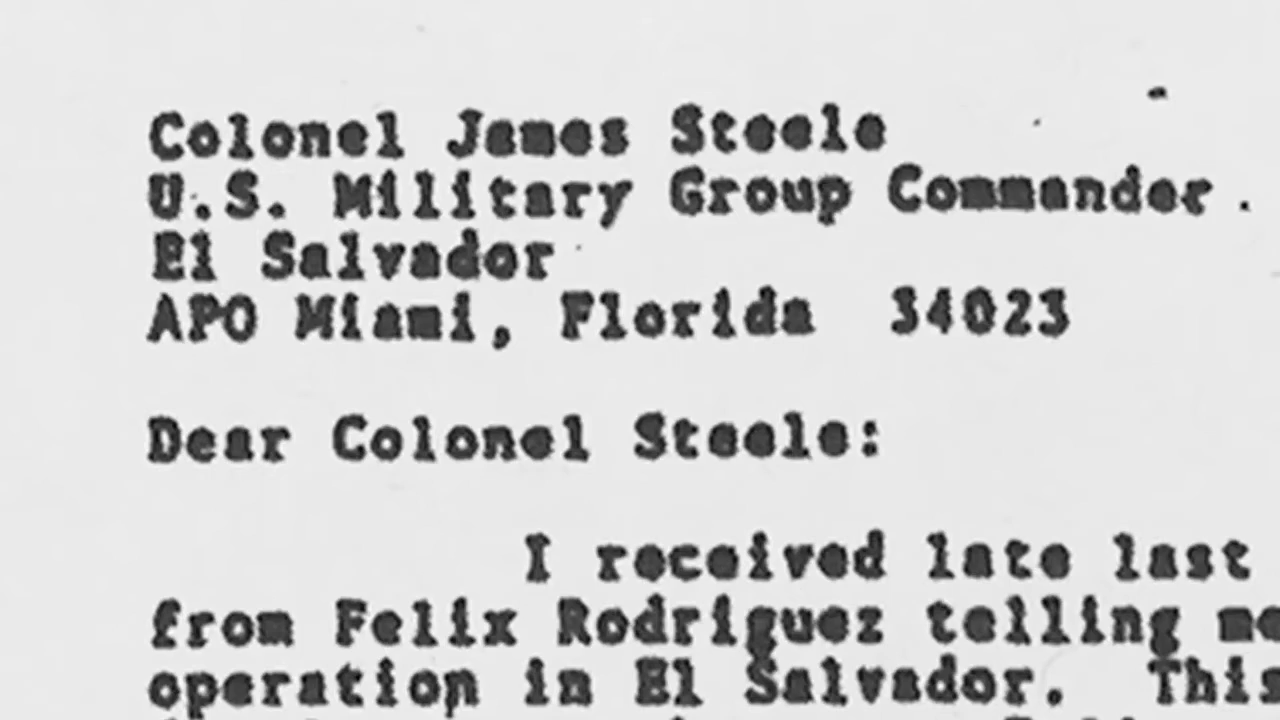 Colonel James Steele
U.S. Military Group Commander.
El Salvador
APO Miami, Florida 34023
Dear Colonel Steele:
I received late last
from Felix Rodriguez telling me
operation in El Salvador. This